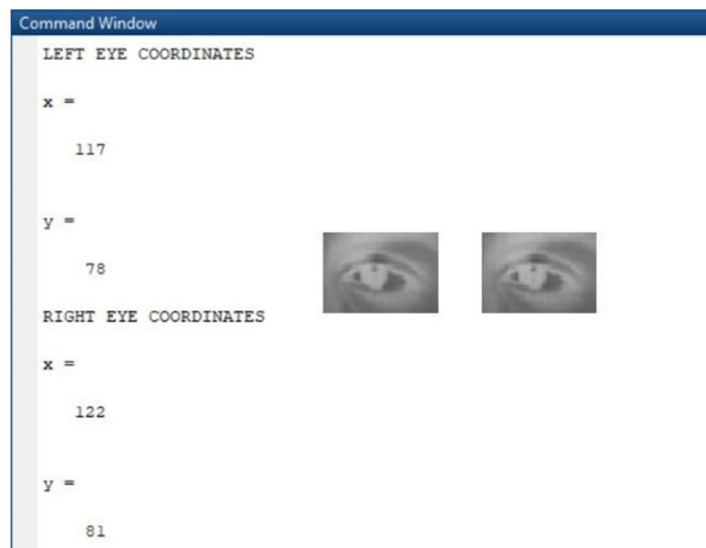 Command Window
LEFT EYE COORDINATES
x =
117
y =
78
RIGHT EYE COORDINATES
x =
122
y =
81